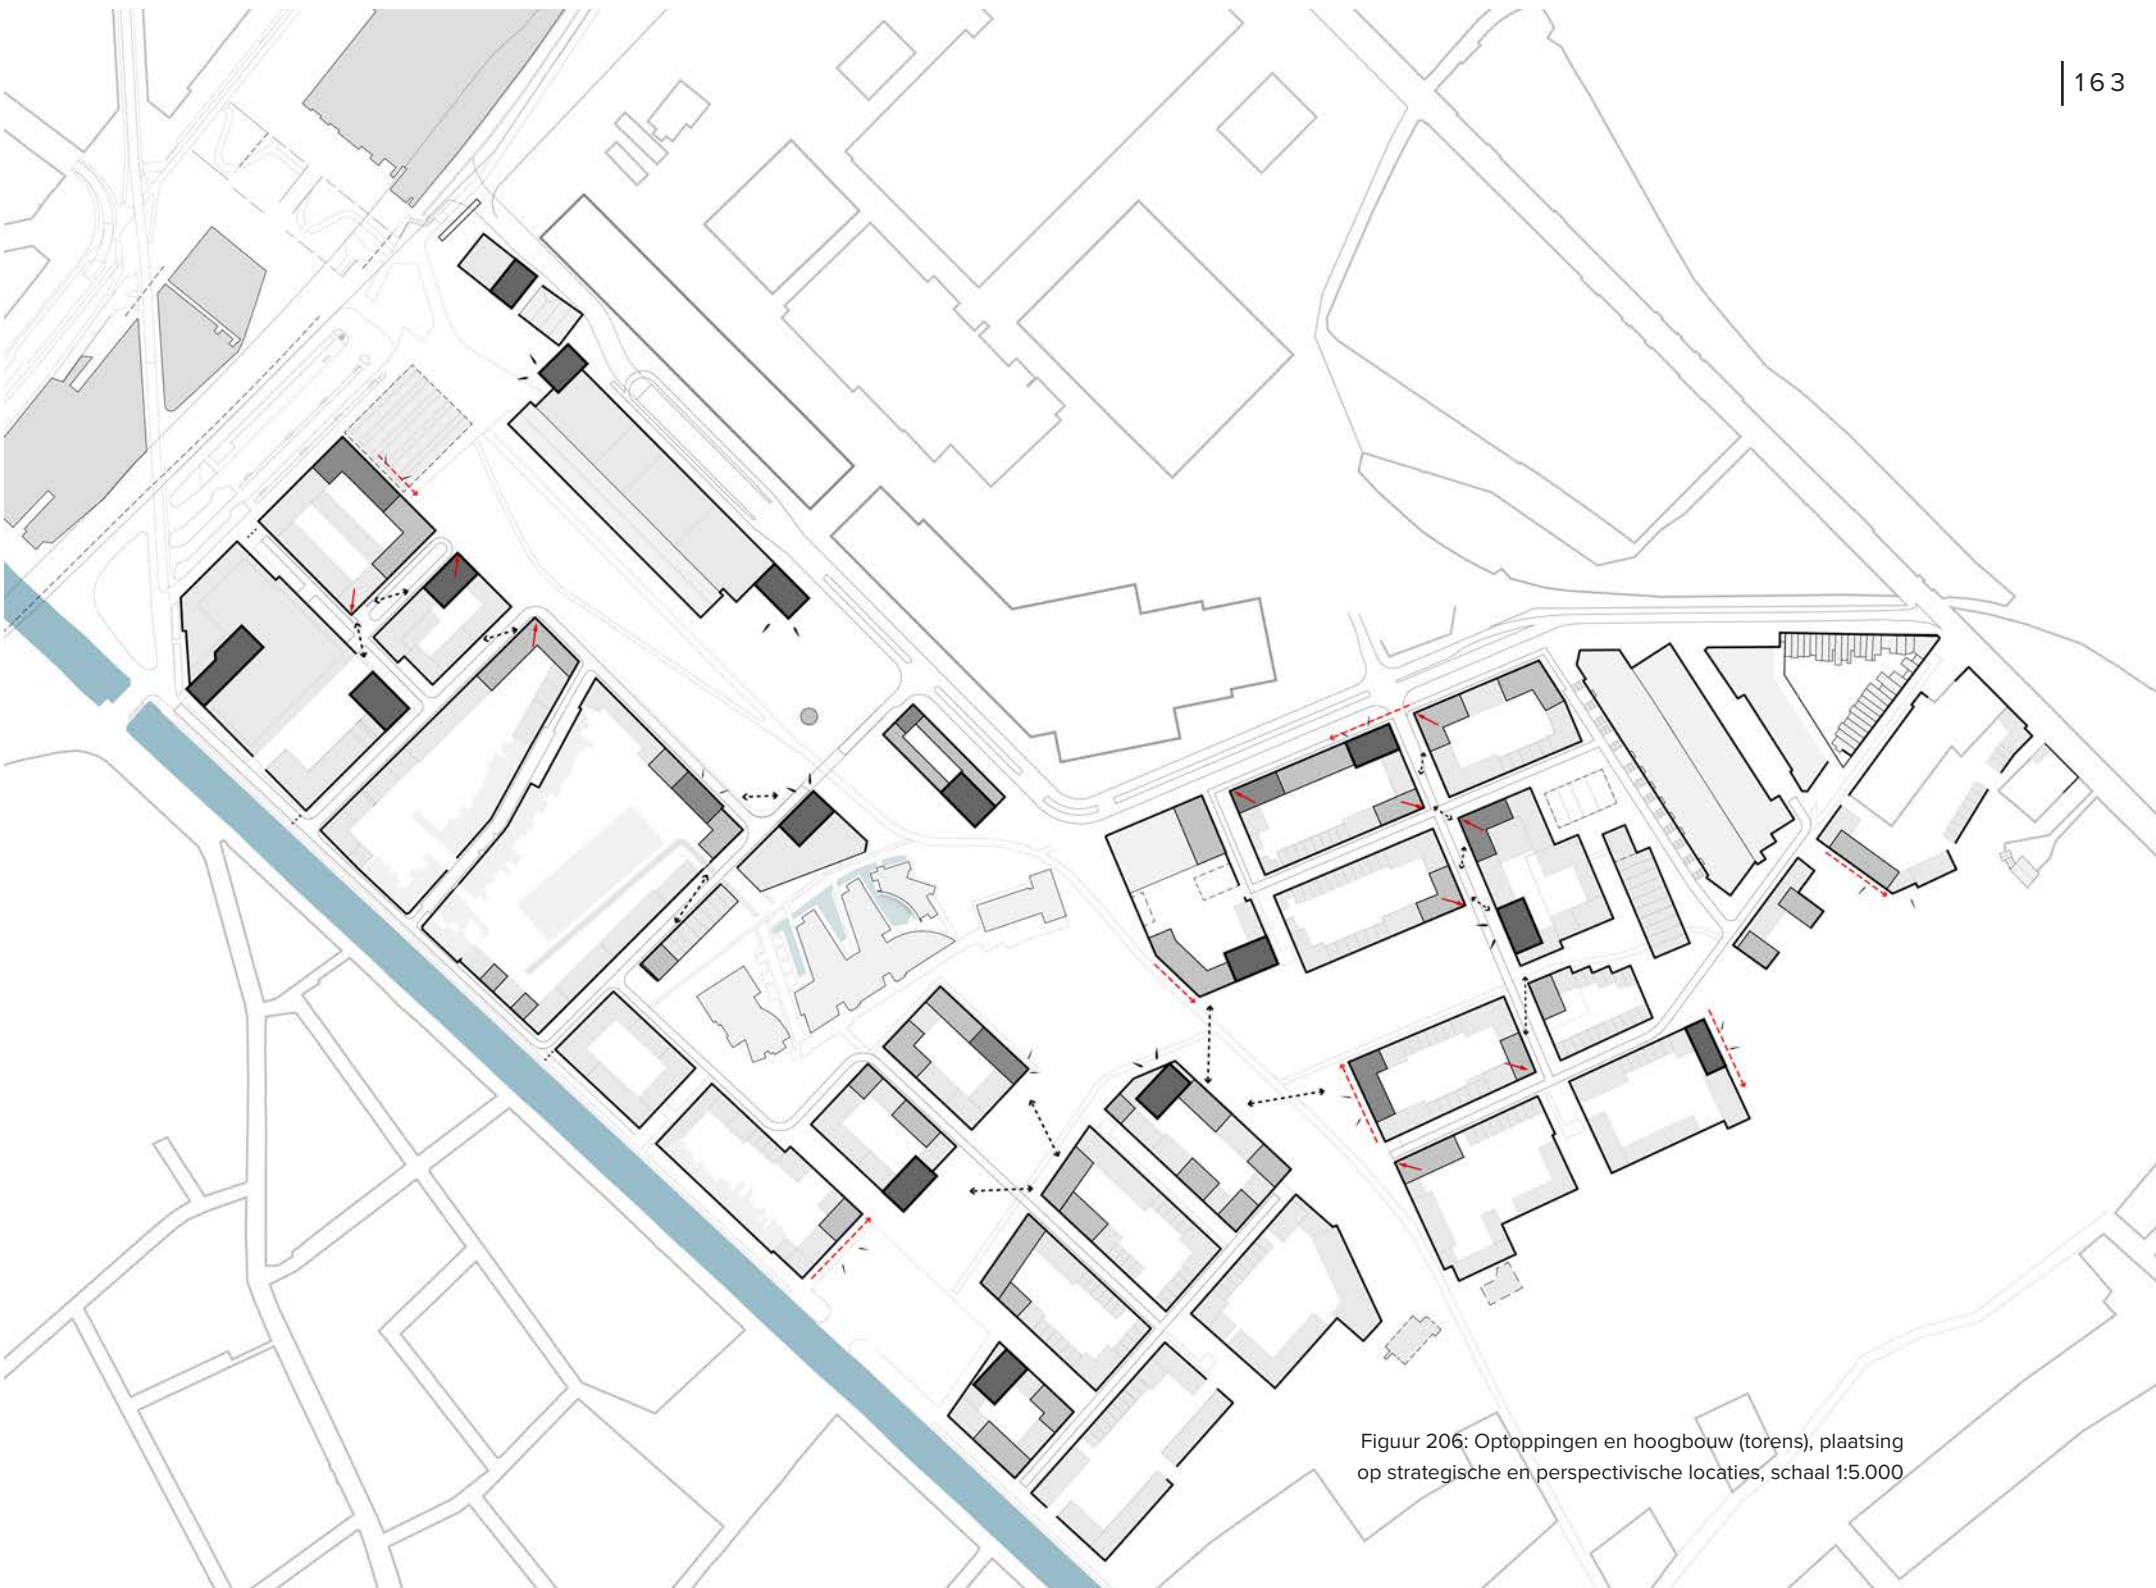 163
Figuur 206: Optoppingen en hoogbouw (torens), plaatsing
op strategische en perspectivische locaties, schaal 1:5.000